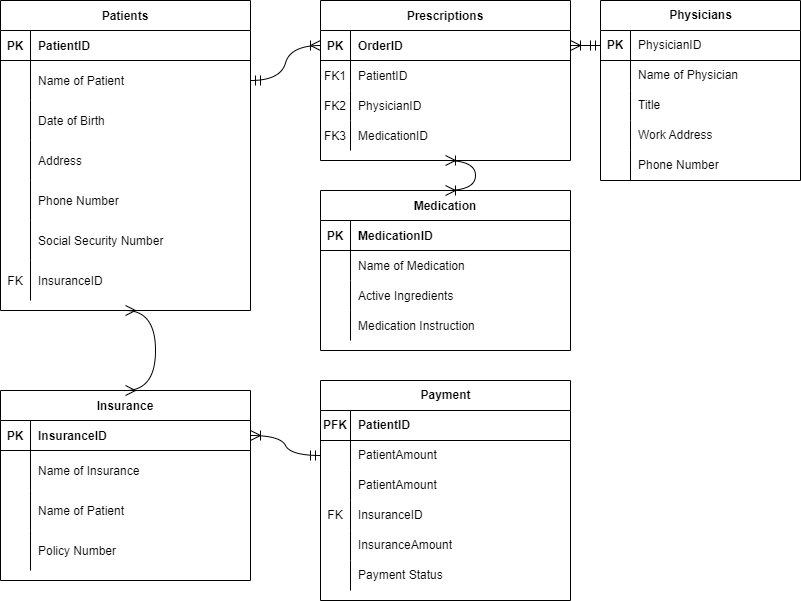 Patients
PK PatientID
Name of Patient
Date of Birth
Address
Phone Number
Social Security Number
FK InsuranceID
Prescriptions
PK OrderID
FK1 PatientID
FK2 PhysicianID
FK3 MedicationID
Physicians
PK PhysicianID
Name of Physician
Title
Work Address
Phone Number
Medication
PK MedicationID
Name of Medication
Active Ingredients
Medication Instruction
Insurance
PK InsuranceID
Name of Insurance
Name of Patient
Policy Number
Payment
PFK PatientID
PatientAmount
PatientAmount
FK InsuranceID
InsuranceAmount
Payment Status